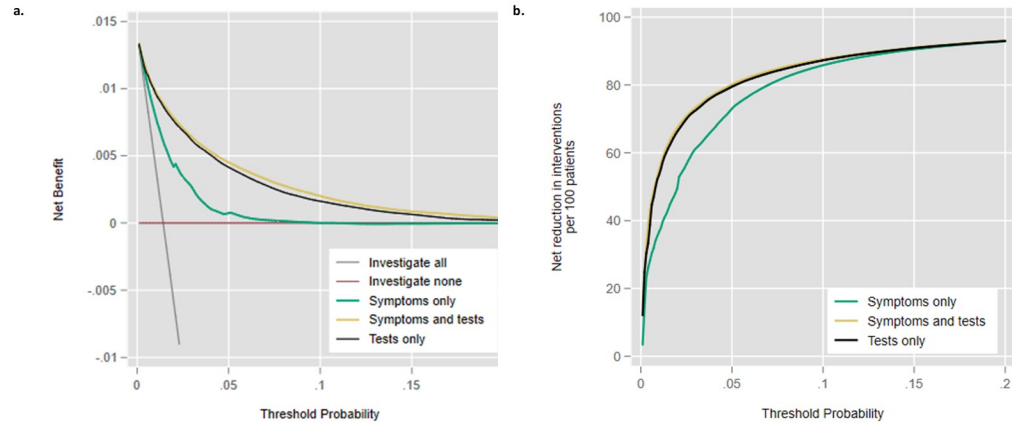 a.
.015
.01
.005
0
-.005
-.01
Net Benefit
0
.05
.1
.15
Threshold Probability
Investigate all
Investigate none
Symptoms only
Symptoms and tests
Tests only
b.
100
80
60
40
20
0
Net reduction in interventions
per 100 patients
0
.05
.1
.15
.2
Threshold Probability
Symptoms only
Symptoms and tests
Tests only